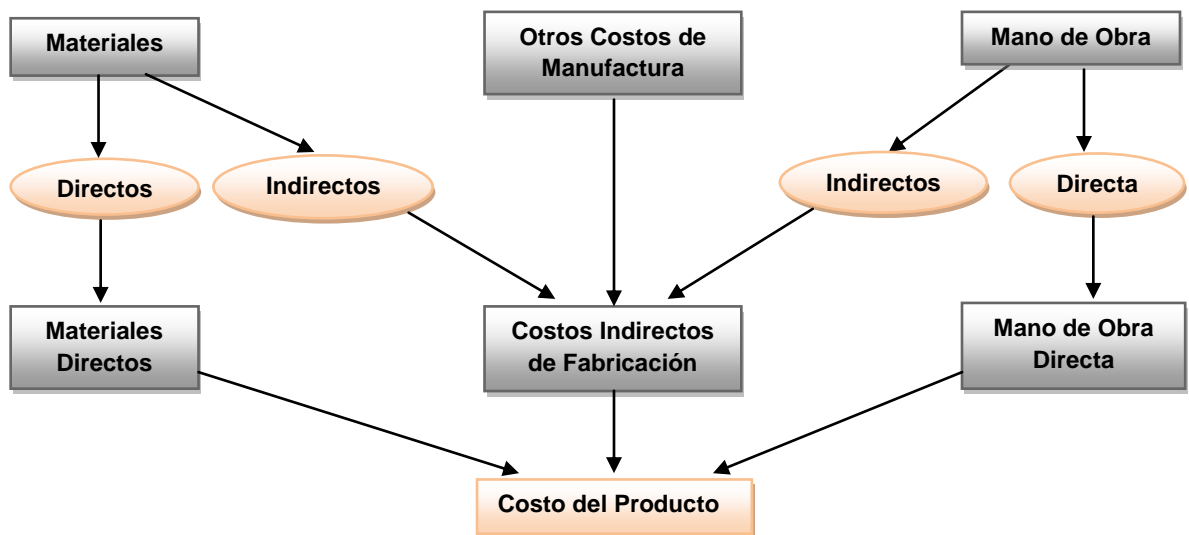 Materiales
Otros Costos de
Manufactura
Mano de Obra
Directos
Indirectos
Indirectos
Directa
Materiales
Directos
Costos Indirectos
de Fabricación
Mano de Obra
Directa
Costo del Producto